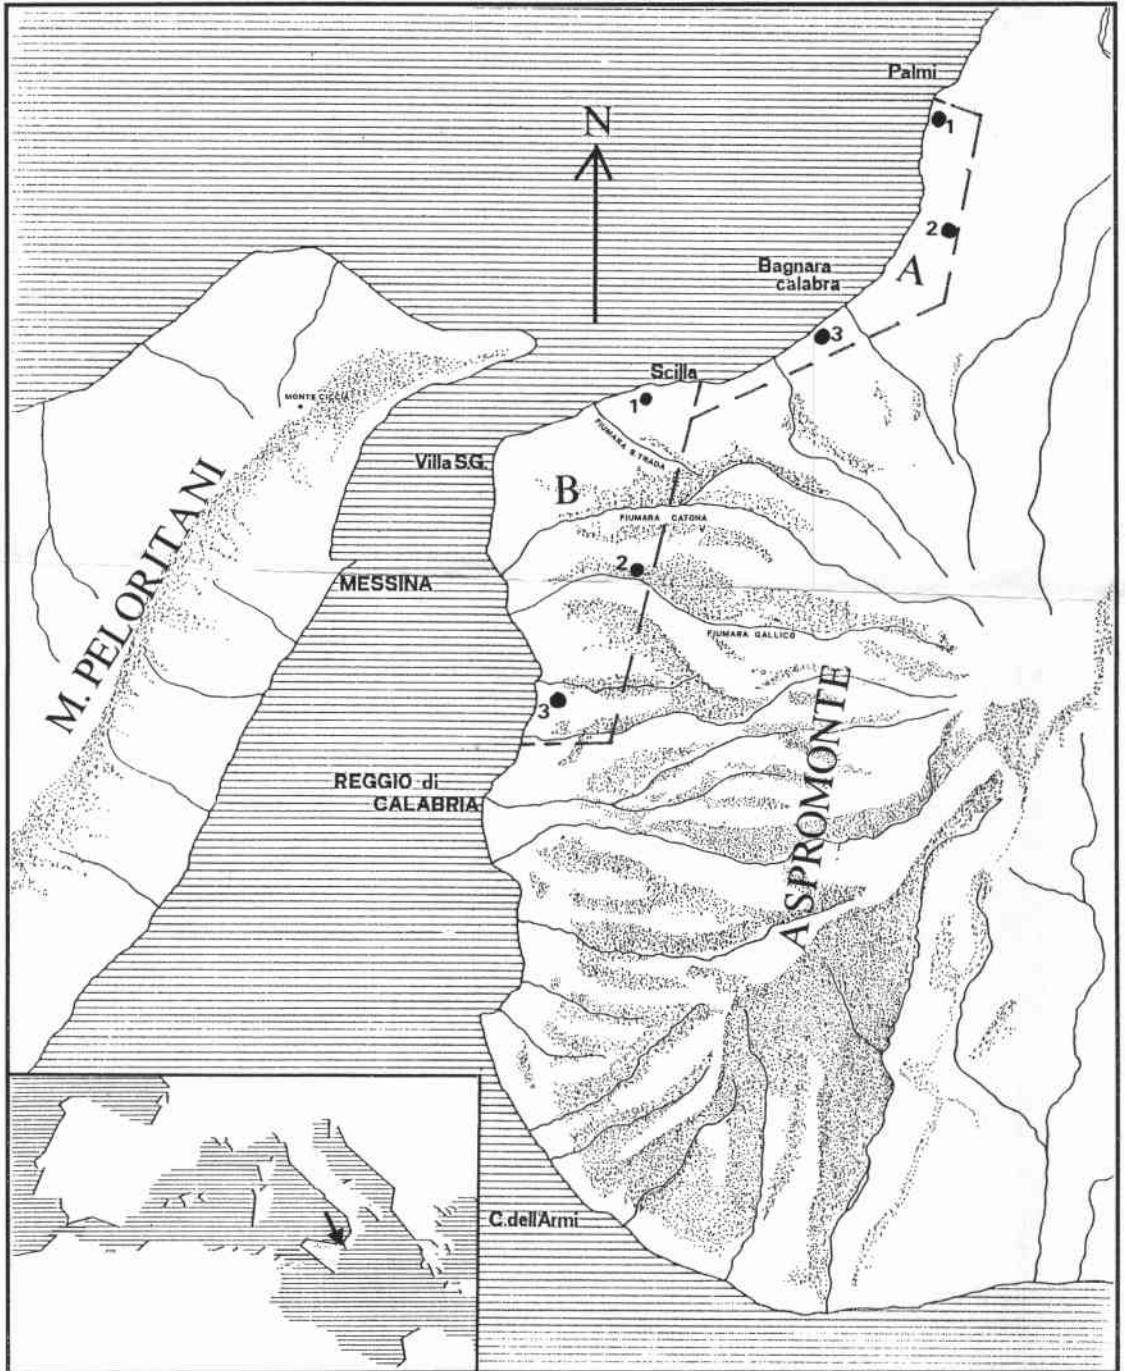 Palmi
N
1
2
A
Bagnara
calabra
3
Scilla
1
MONTE CICCIA
FIUMARA S. TRADA
Villa S.G.
B
FIUMARA CATONA
M. PELORITANI
2
MESSINA
FIUMARA GALLICO
3
ASPROMONTE
REGGIO di
CALABRIA
C. dell'Armi